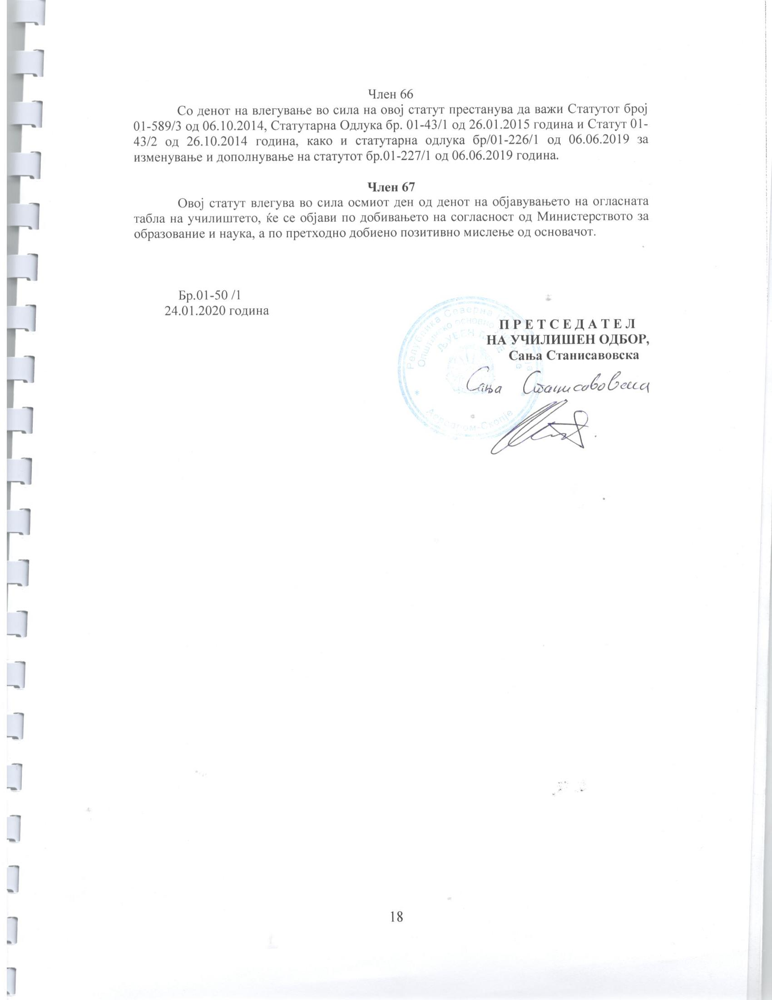 Член 66
Со денот на влегување во сила на овој статут престанува да важи Статутот број
01-589/3 од 06.10.2014, Статутарна Одлука бр. 01-43/1 од 26.01.2015 година и Статут 01-
43/2 од 26.10.2014 година, како и статутарна одлука бр/01-226/1 од 06.06.2019 за
изменување и дополнување на статутот бр.01-227/1 од 06.06.2019 година.
Член 67
Овој статут влегува во сила осмиот ден од денот на објавувањето на огласната
табла на училиштето, ќе се објави по добивањето на согласност од Министерството за
образование и наука, а по претходно добиено позитивно мислење од основачот.
Бр.01-50 /1
24.01.2020 година
Република Северна
Општинско основно
Скопје
П Р Е Т С Е Д А Т Е Л
НА УЧИЛИШЕН ОДБОР,
Сања Станисавовска
Сања Станисавовска
18